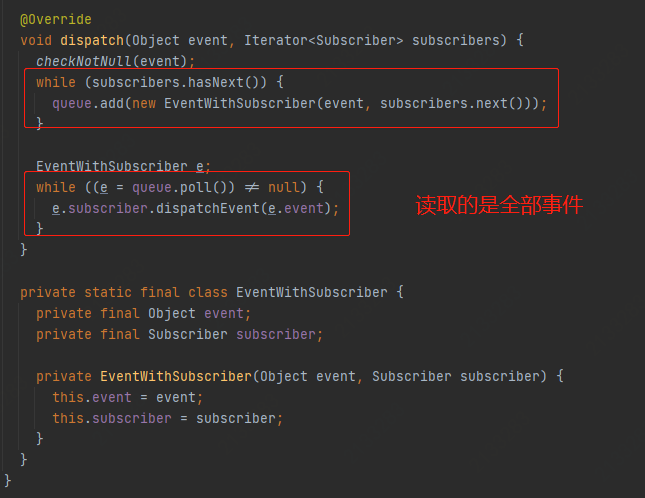 @Override
void dispatch(Object event, Iterator<Subscriber> subscribers) {
checkNotNull(event);
while (subscribers.hasNext()) {
queue.add(new EventWithSubscriber(event, subscribers.next()));
}
EventWithSubscriber e;
while ((e = queue.poll()) ≠ null) {
e.subscriber.dispatchEvent(e.event);
}
读取的是全部事件
}
private static final class EventWithSubscriber {
private final Object event;
private final Subscriber subscriber;
private EventWithSubscriber(Object event, Subscriber subscriber) {
this.event = event;
this.subscriber = subscriber;
}
}
}